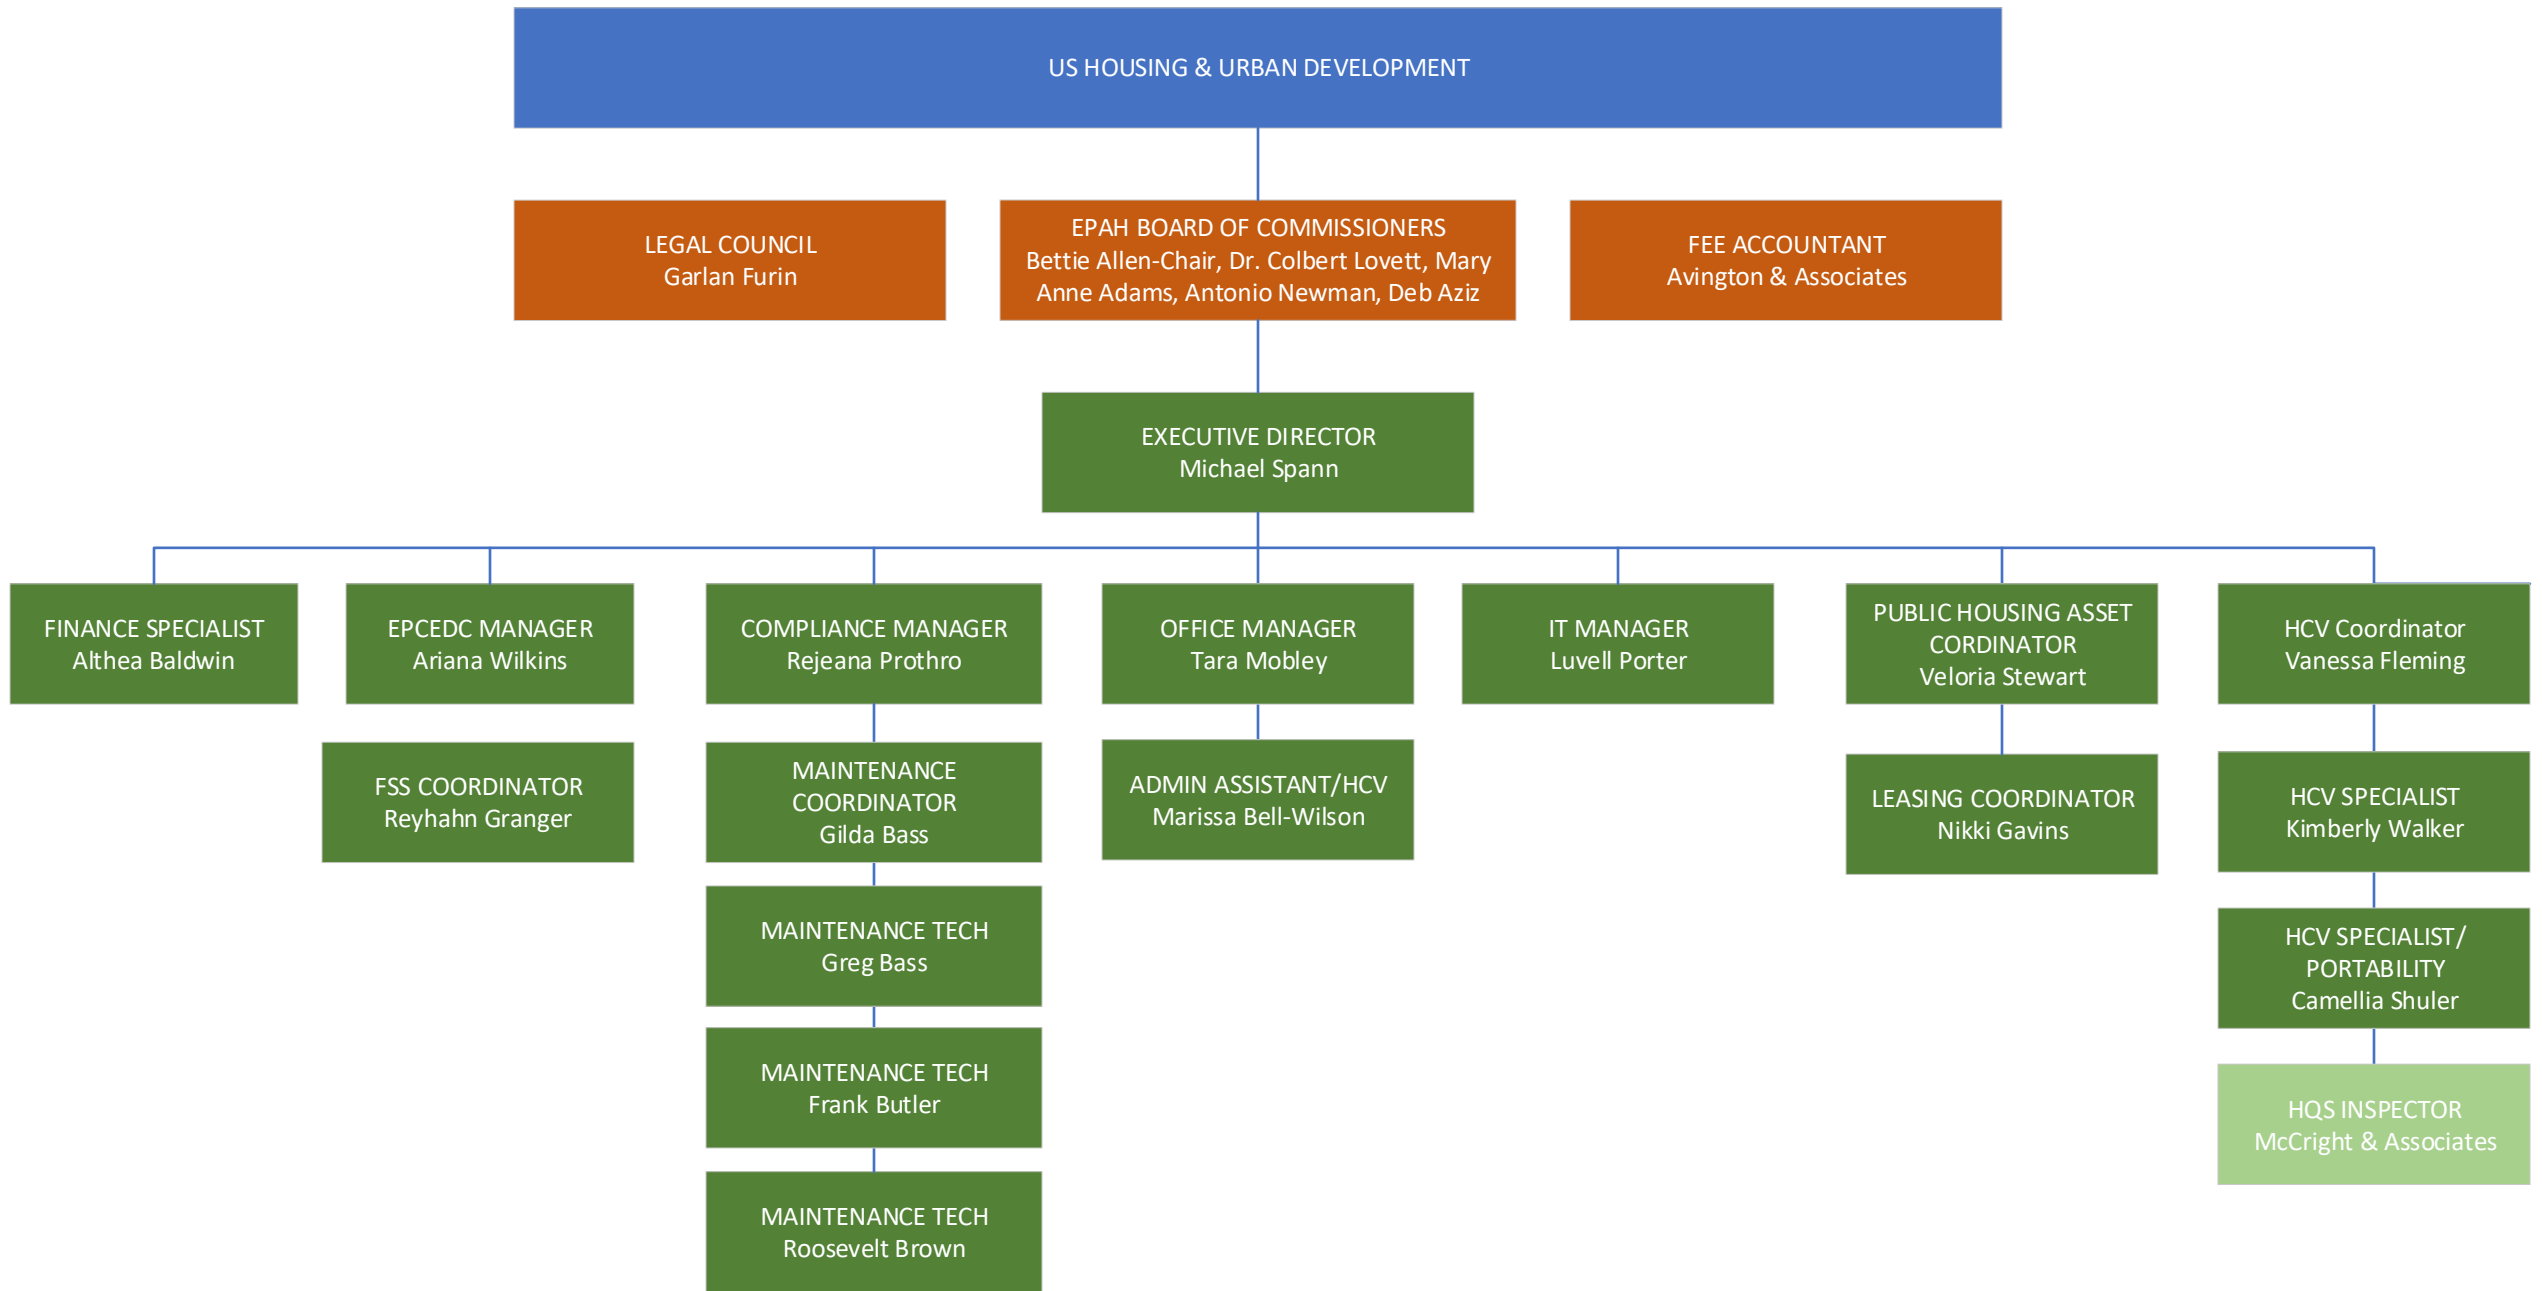 US HOUSING & URBAN DEVELOPMENT
LEGAL COUNCIL
Garlan Furin
EPAH BOARD OF COMMISSIONERS
Bettie Allen-Chair, Dr. Colbert Lovett, Mary
Anne Adams, Antonio Newman, Deb Aziz
FEE ACCOUNTANT
Avington & Associates
EXECUTIVE DIRECTOR
Michael Spann
FINANCE SPECIALIST
Althea Baldwin
EPCEDC MANAGER
Ariana Wilkins
COMPLIANCE MANAGER
Rejeana Prothro
OFFICE MANAGER
Tara Mobley
IT MANAGER
Luvell Porter
PUBLIC HOUSING ASSET
CORDINATOR
Veloria Stewart
HCV Coordinator
Vanessa Fleming
FSS COORDINATOR
Reyhahn Granger
MAINTENANCE
COORDINATOR
Gilda Bass
ADMIN ASSISTANT/HCV
Marissa Bell-Wilson
LEASING COORDINATOR
Nikki Gavins
HCV SPECIALIST
Kimberly Walker
MAINTENANCE TECH
Greg Bass
HCV SPECIALIST/
PORTABILITY
Camellia Shuler
MAINTENANCE TECH
Frank Butler
HQS INSPECTOR
McCright & Associates
MAINTENANCE TECH
Roosevelt Brown